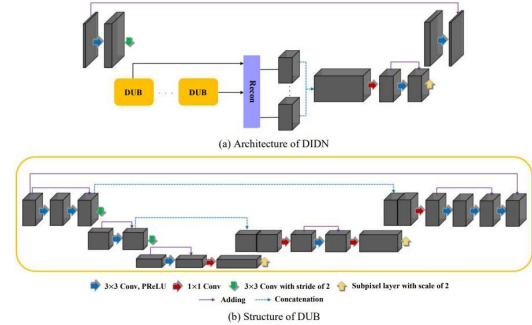 DUB
. . .
DUB
Recon
(a) Architecture of DIDN
3×3 Conv, PReLU
1×1 Conv
3×3 Conv with stride of 2
Subpixel layer with scale of 2
Adding
Concatenation
(b) Structure of DUB